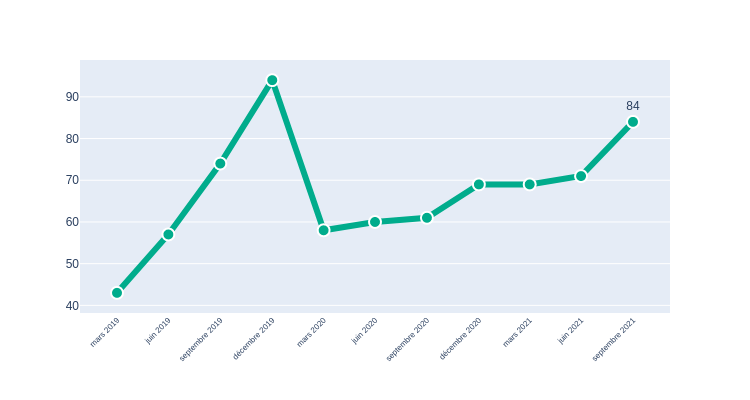 84
90
80
70
60
50
40
mars 2019
juin 2019
septembre 2019
décembre 2019
mars 2020
juin 2020
septembre 2020
décembre 2020
mars 2021
juin 2021
septembre 2021